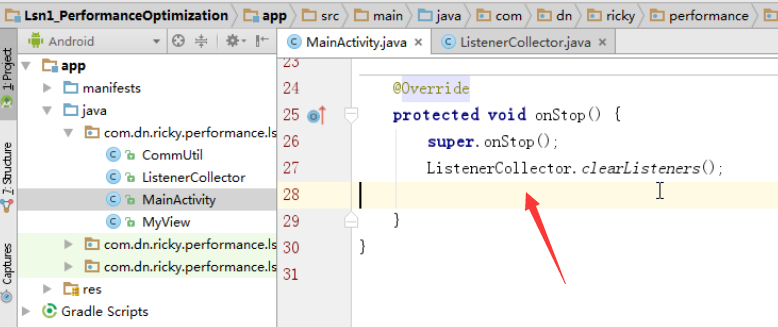 Lsn1_PerformanceOptimization app src main java com dn ricky performance
1: Project
7: Structure
Captures
Android
app
manifests
java
com.dn.ricky.performance.ls
CommUtil
ListenerCollector
MainActivity
MyView
com.dn.ricky.performance.ls
com.dn.ricky.performance.ls
res
Gradle Scripts
MainActivity.java × ListenerCollector.java ×
23
24 @Override
25 protected void onStop() {
26 super.onStop();
27 ListenerCollector.clearListeners();
28
29 }
30 }
31